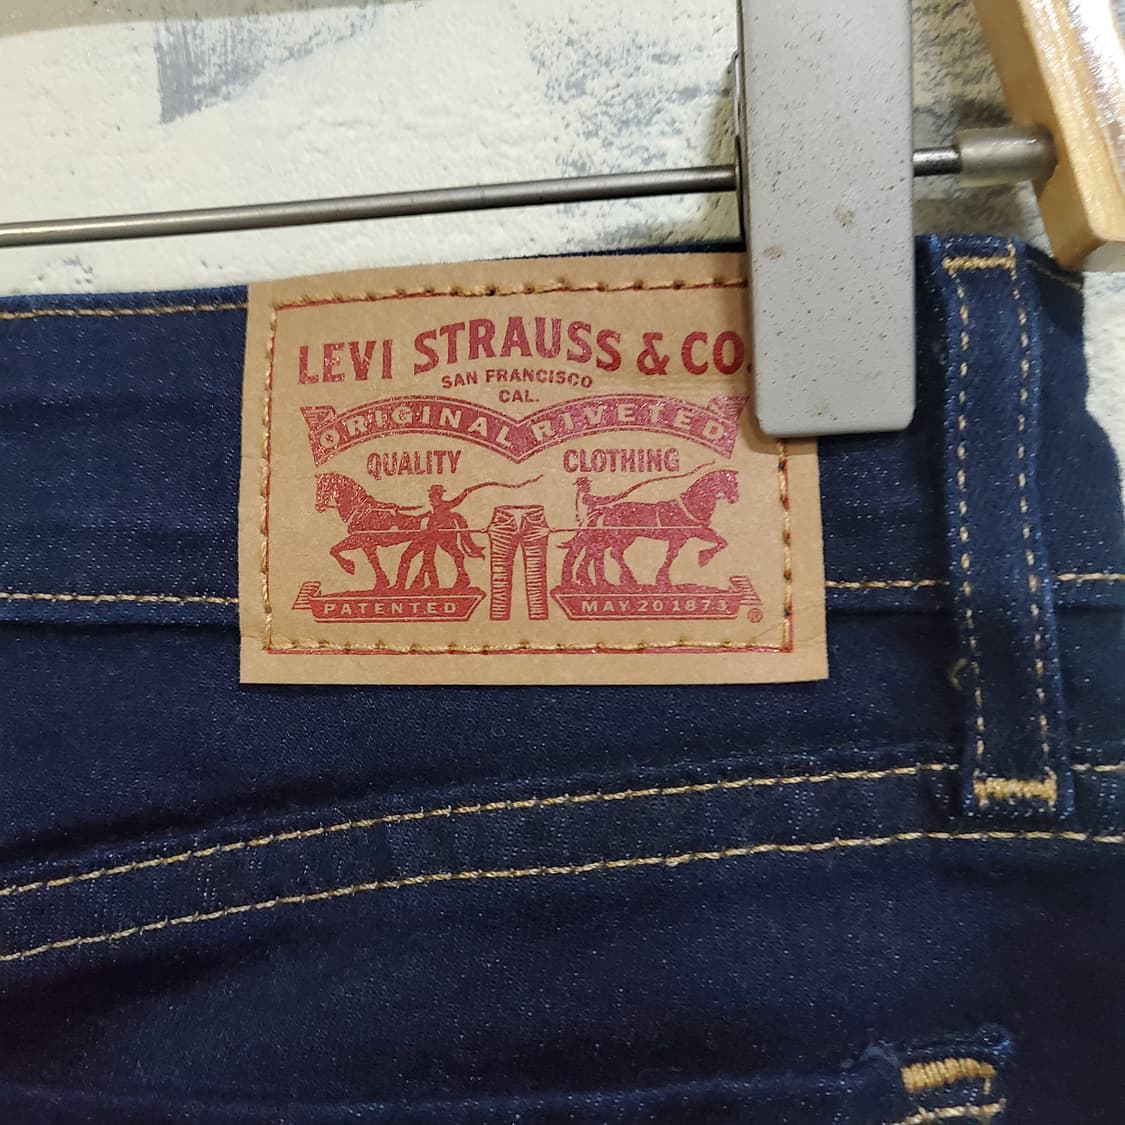 LEVI STRAUSS & CO.
SAN FRANCISCO
CAL.
ORIGINAL RIVETED
QUALITY CLOTHING
PATENTED MAY 20 1873
®